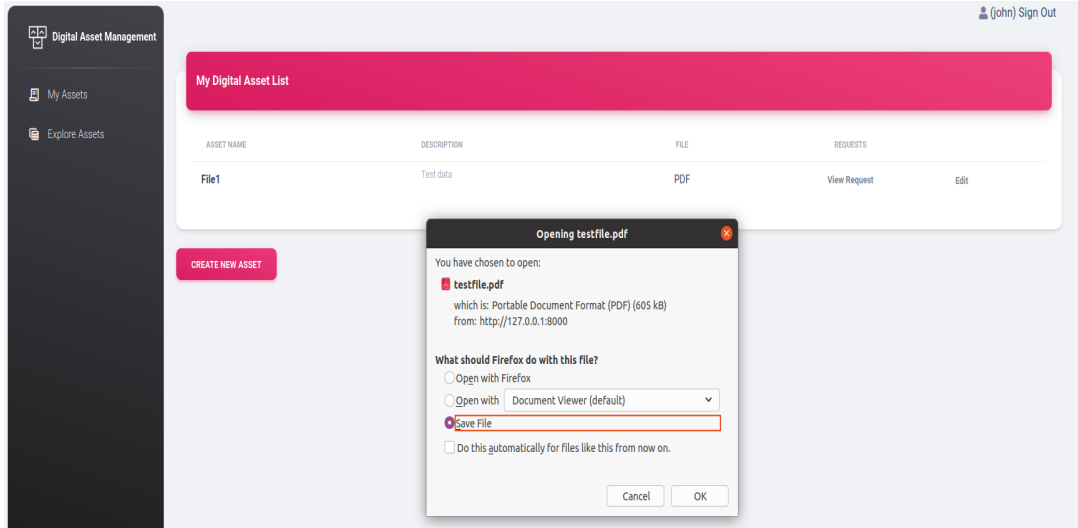 (john) Sign Out
Digital Asset Management
My Assets
Explore Assets
My Digital Asset List
ASSET NAME DESCRIPTION FILE REQUESTS
File1 Test data PDF View Request Edit
CREATE NEW ASSET
Opening testfile.pdf
You have chosen to open:
testfile.pdf
which is: Portable Document Format (PDF) (605 kB)
from: http://127.0.0.1:8000
What should Firefox do with this file?
Open with Firefox
Open with Document Viewer (default)
Save File
Do this automatically for files like this from now on.
Cancel OK